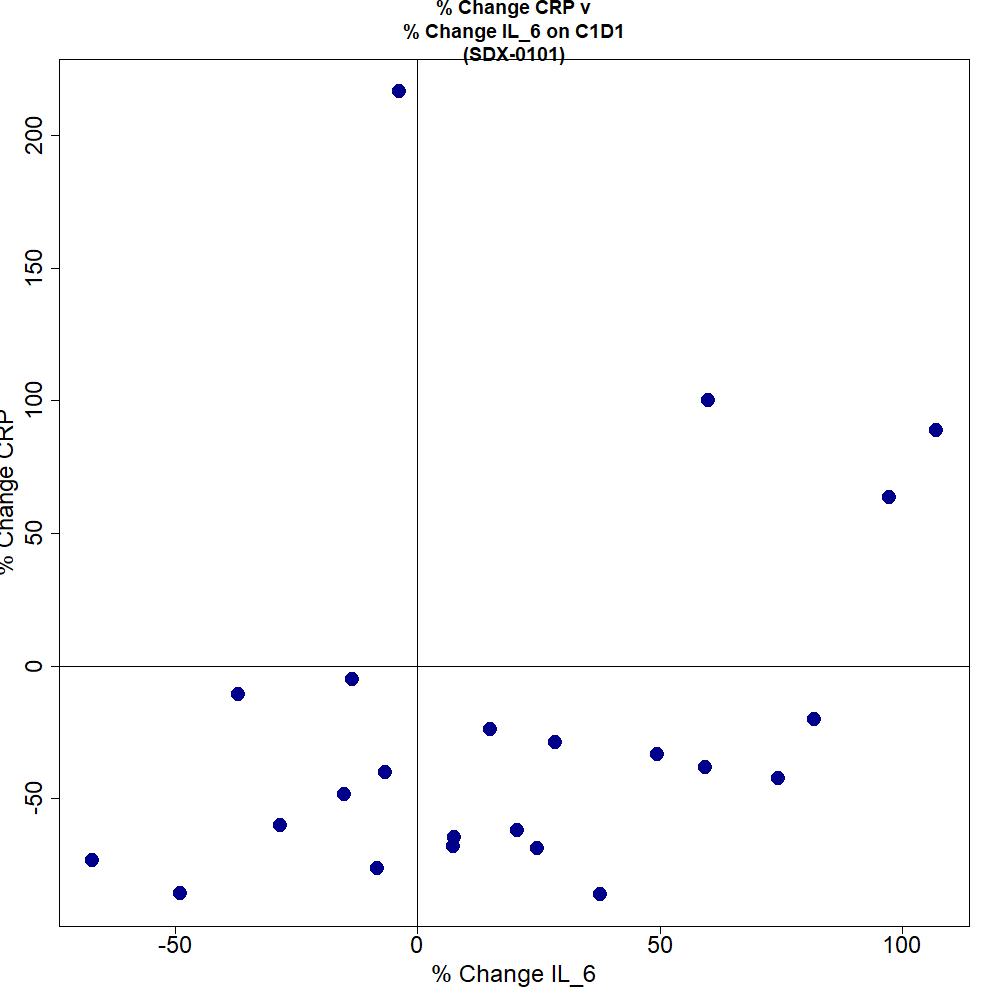 % Change CRP v
% Change IL_6 on C1D1
(SDX-0101)
% Change CRP
200
150
100
50
0
-50
-50
0
50
100
% Change IL_6